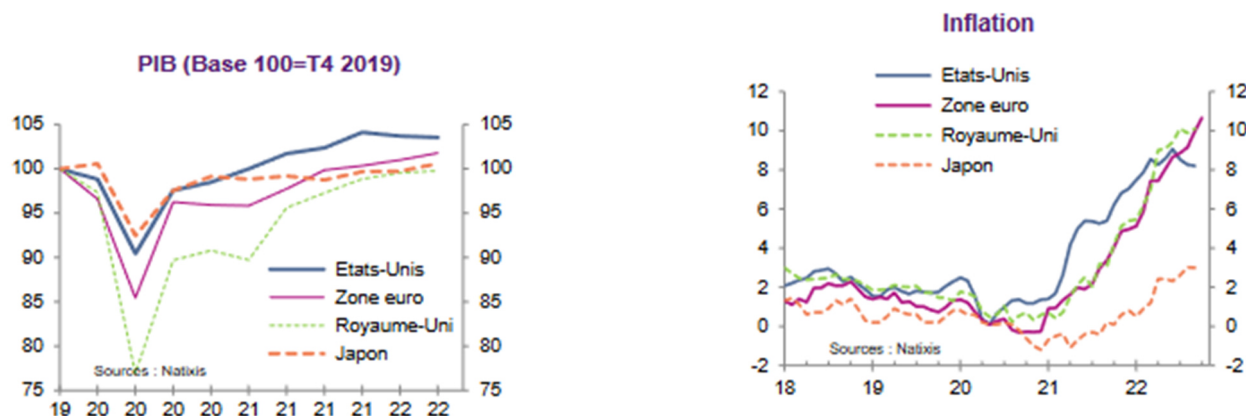 PIB (Base 100=T4 2019)
105
100
95
90
85
80
75
105
100
95
90
85
80
75
Etats-Unis
Zone euro
Royaume-Uni
Japon
Sources : Natixis
19 20 20 20 20 21 21 21 21 22 22
Inflation
Etats-Unis
Zone euro
Royaume-Uni
Japon
12
10
8
6
4
2
0
-2
12
10
8
6
4
2
0
-2
Sources : Natixis
18 19 20 21 22